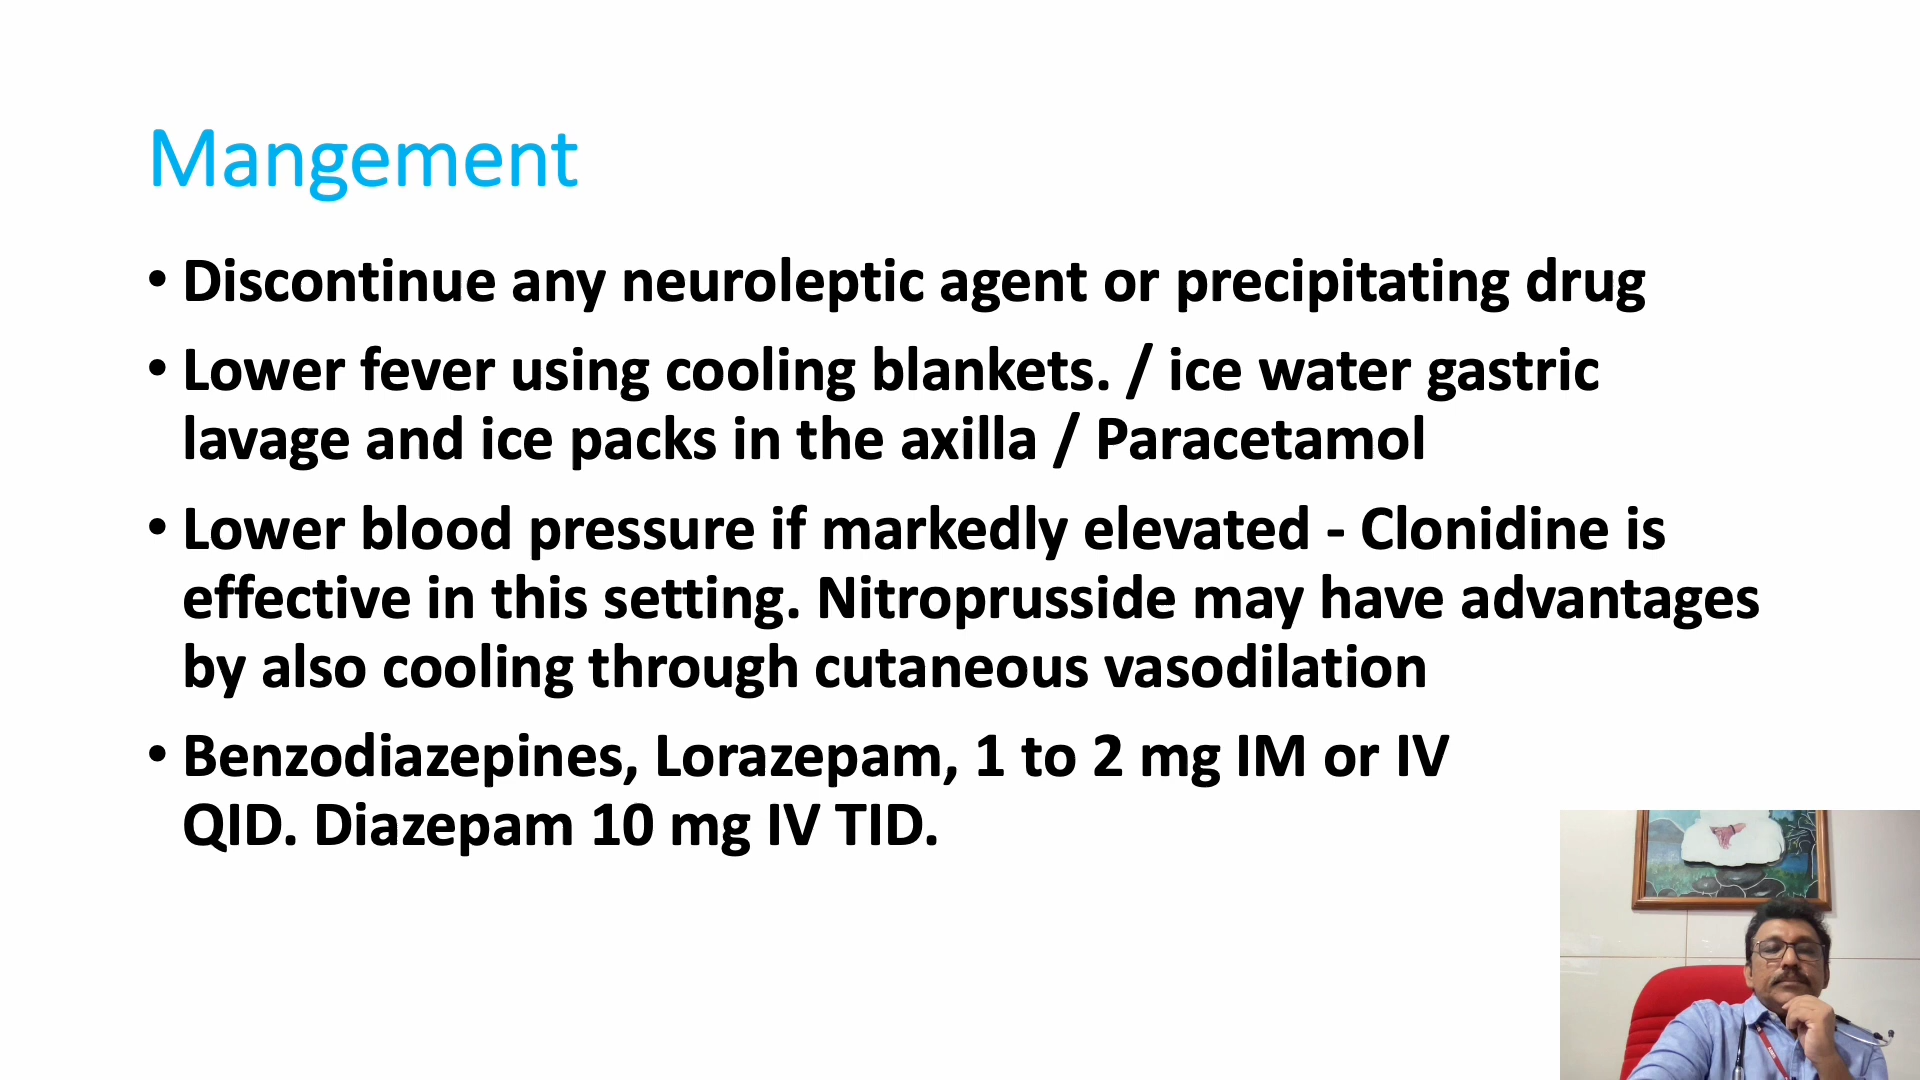 Mangement
• Discontinue any neuroleptic agent or precipitating drug
• Lower fever using cooling blankets. / ice water gastric
lavage and ice packs in the axilla / Paracetamol
• Lower blood pressure if markedly elevated - Clonidine is
effective in this setting. Nitroprusside may have advantages
by also cooling through cutaneous vasodilation
• Benzodiazepines, Lorazepam, 1 to 2 mg IM or IV
QID. Diazepam 10 mg IV TID.